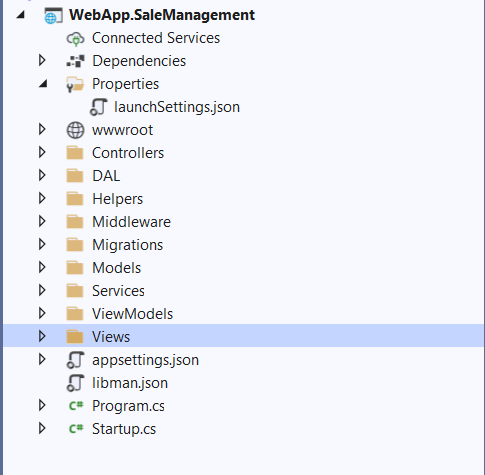 WebApp.SaleManagement
Connected Services
Dependencies
Properties
launchSettings.json
wwwroot
Controllers
DAL
Helpers
Middleware
Migrations
Models
Services
ViewModels
Views
appsettings.json
libman.json
C# Program.cs
C# Startup.cs